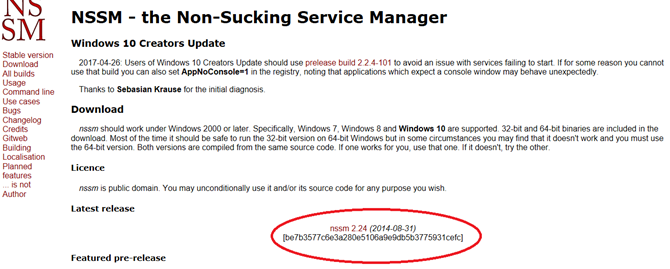 NS
SM
NSSM - the Non-Sucking Service Manager
Windows 10 Creators Update
Stable version
Download
All builds
Usage
Command line
Use cases
Bugs
Changelog
Credits
Gitweb
Building
Localisation
Planned
features
... is not
Author
2017-04-26: Users of Windows 10 Creators Update should use prelease build 2.2.4-101 to avoid an issue with services failing to start. If for some reason you cannot
use that build you can also set AppNoConsole=1 in the registry, noting that applications which expect a console window may behave unexpectedly.
Thanks to Sebasian Krause for the initial diagnosis.
Download
nssm should work under Windows 2000 or later. Specifically, Windows 7, Windows 8 and Windows 10 are supported. 32-bit and 64-bit binaries are included in the
download. Most of the time it should be safe to run the 32-bit version on 64-bit Windows but in some circumstances you may find that it doesn't work and you must use
the 64-bit version. Both versions are compiled from the same source code. If one works for you, use that one. If it doesn't, try the other.
Licence
nssm is public domain. You may unconditionally use it and/or its source code for any purpose you wish.
Latest release
nssm 2.24 (2014-08-31)
[be7b3577c6e3a280e5106a9e9db5b3775931cefc]
Featured pre-release